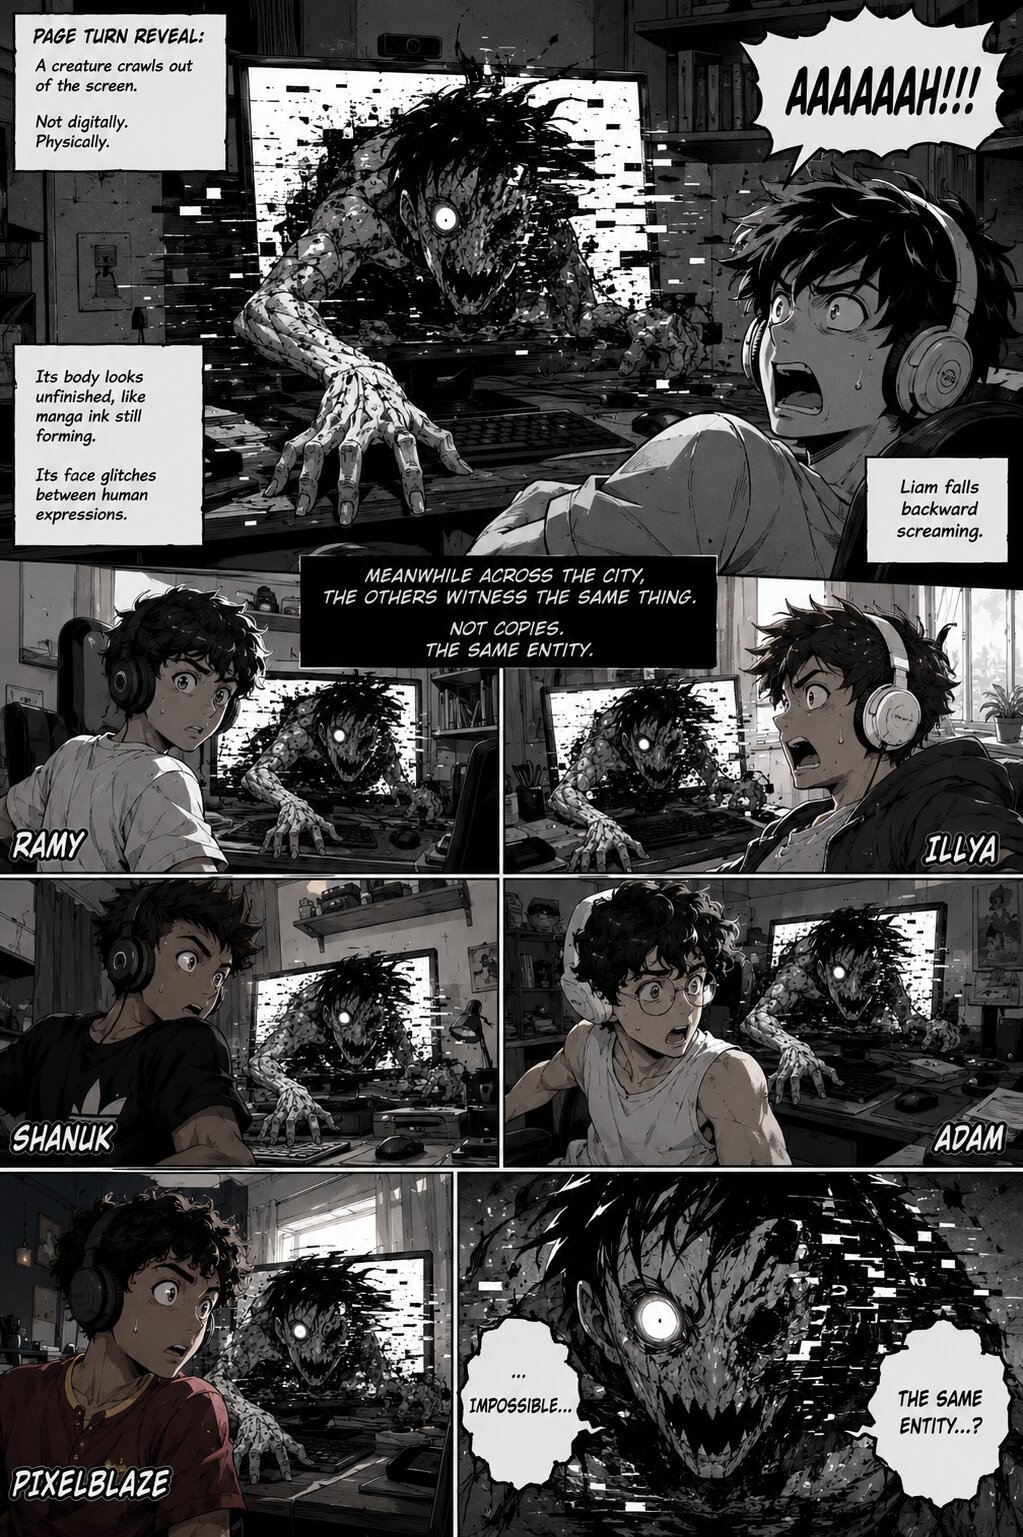 PAGE TURN REVEAL:
A creature crawls out
of the screen.
Not digitally.
Physically.
AAAAAAH!!!
Its body looks
unfinished, like
manga ink still
forming.
Its face glitches
between human
expressions.
Liam falls
backward
screaming.
MEANWHILE ACROSS THE CITY,
THE OTHERS WITNESS THE SAME THING.
NOT COPIES.
THE SAME ENTITY.
RAMY
ILLYA
SHANUK
ADAM
PIXELBLAZE
...
IMPOSSIBLE...
THE SAME
ENTITY...?